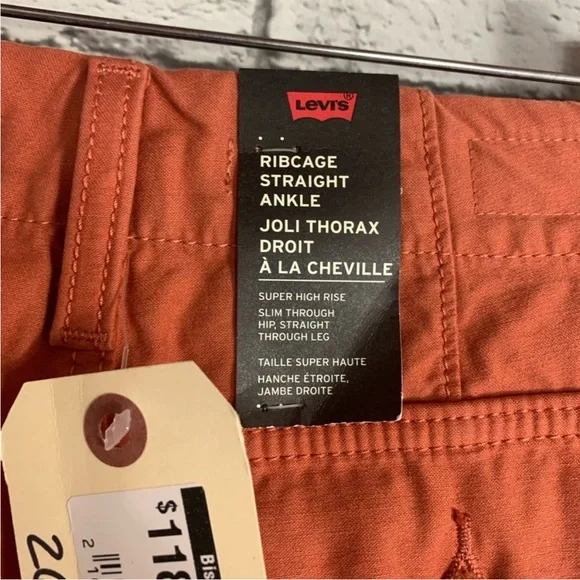 LEVI'S®
RIBCAGE
STRAIGHT
ANKLE
JOLI THORAX
DROIT
À LA CHEVILLE
SUPER HIGH RISE
SLIM THROUGH
HIP, STRAIGHT
THROUGH LEG
TAILLE SUPER HAUTE
HANCHE ÉTROITE,
JAMBE DROITE
$118
Bis